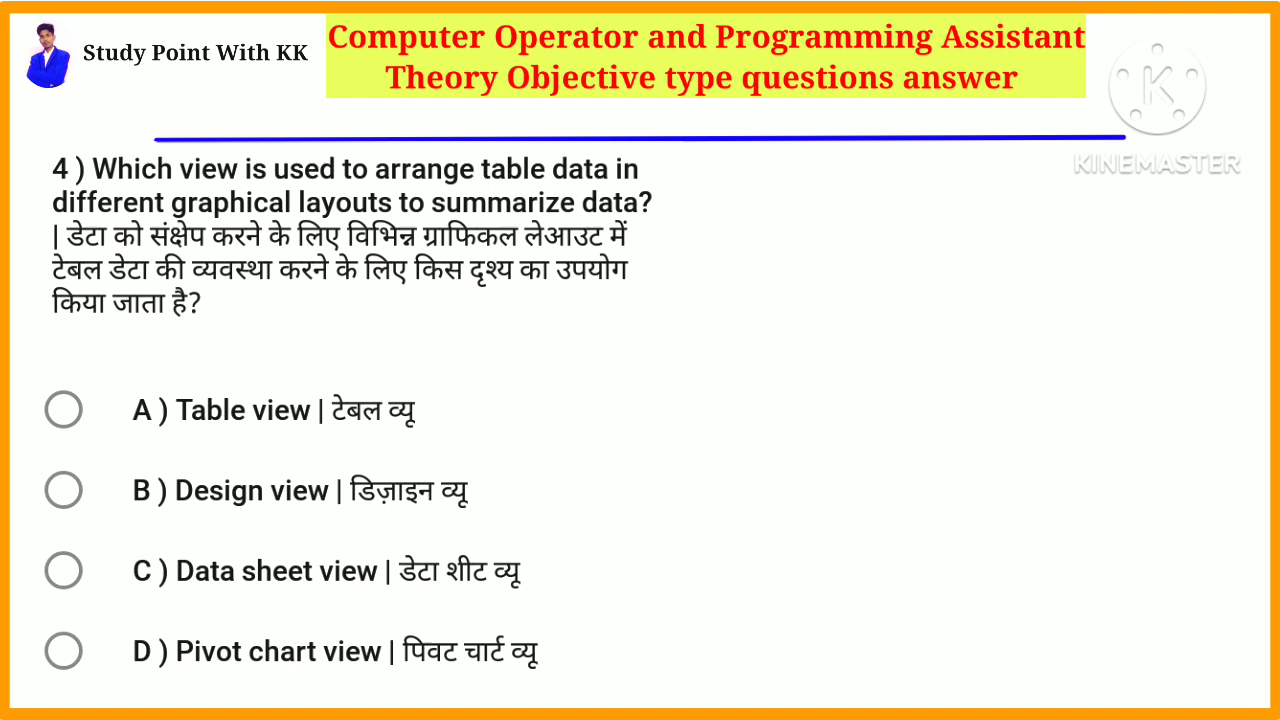 Study Point With KK
Computer Operator and Programming Assistant
Theory Objective type questions answer
K
KINEMASTER
4 ) Which view is used to arrange table data in
different graphical layouts to summarize data?
| डेटा को संक्षेप करने के लिए विभिन्न ग्राफिकल लेआउट में
टेबल डेटा की व्यवस्था करने के लिए किस दृश्य का उपयोग
किया जाता है?
A ) Table view | टेबल व्यू
B ) Design view | डिज़ाइन व्यू
C ) Data sheet view | डेटा शीट व्यू
D ) Pivot chart view | पिवट चार्ट व्यू